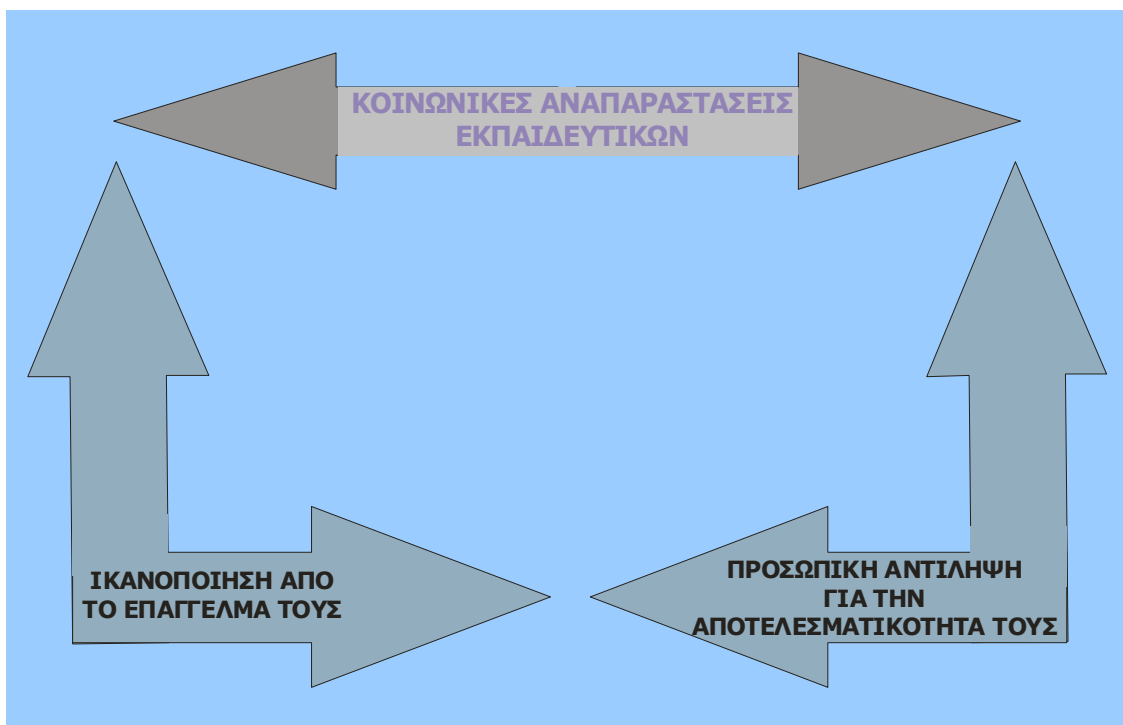 ΚΟΙΝΩΝΙΚΕΣ ΑΝΑΠΑΡΑΣΤΑΣΕΙΣ
ΕΚΠΑΙΔΕΥΤΙΚΩΝ
ΙΚΑΝΟΠΟΙΗΣΗ ΑΠΟ
ΤΟ ΕΠΑΓΓΕΛΜΑ ΤΟΥΣ
ΠΡΟΣΩΠΙΚΗ ΑΝΤΙΛΗΨΗ
ΓΙΑ ΤΗΝ
ΑΠΟΤΕΛΕΣΜΑΤΙΚΟΤΗΤΑ ΤΟΥΣ